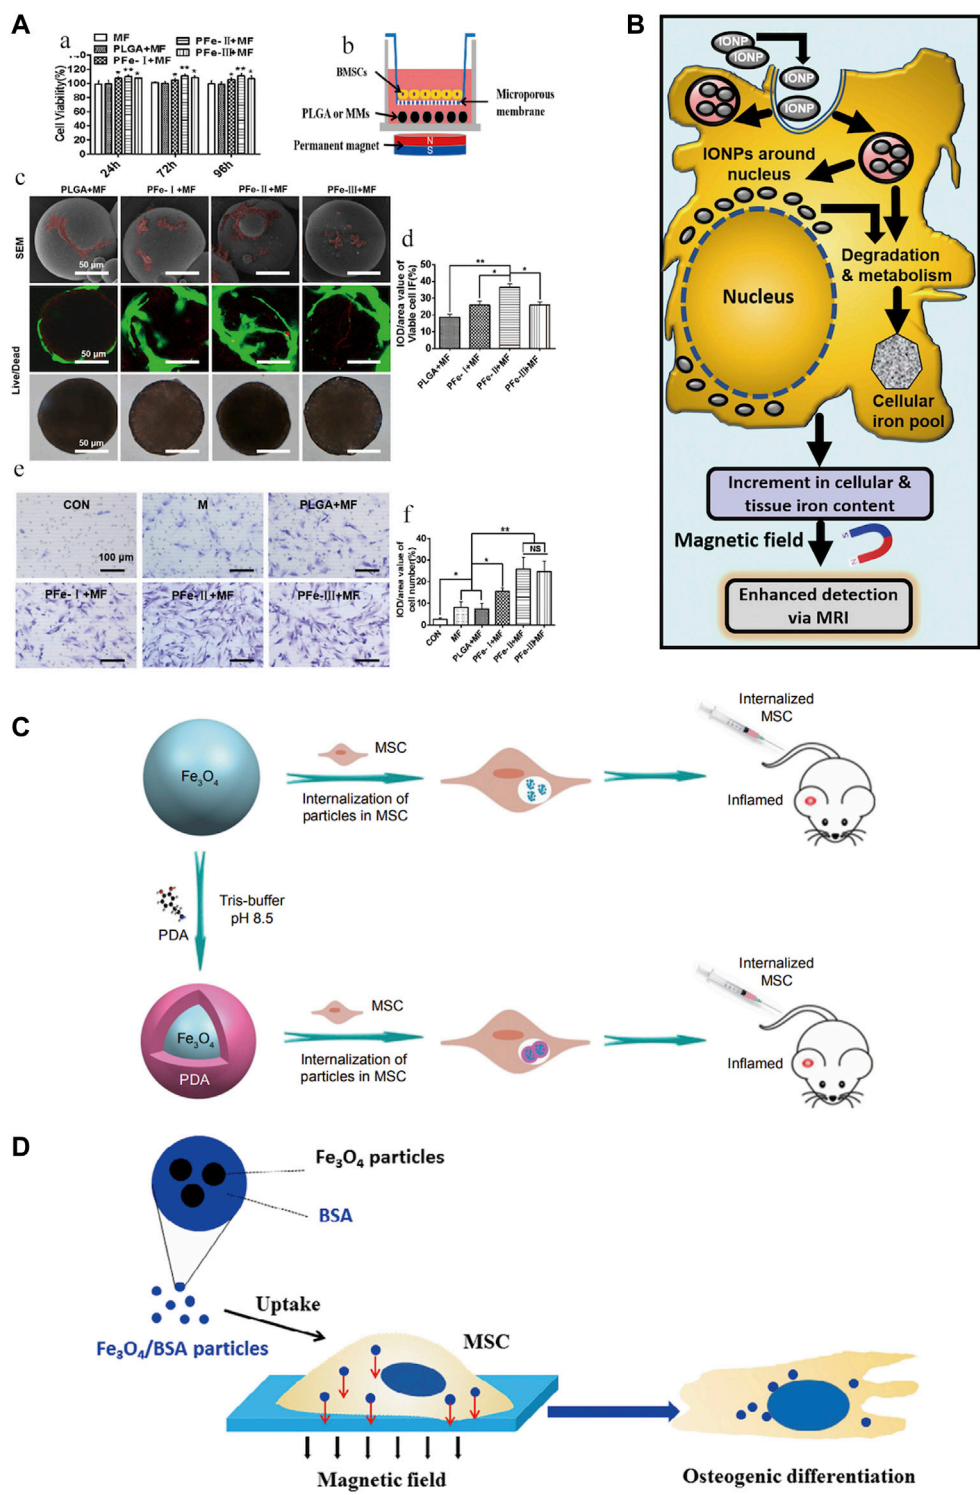 A
a
MF
PLGA+MF
PFe- I +MF
PFe- II+MF
PFe-III+MF
Cell Viability(%)
120
100
80
60
40
20
0
24h
72h
96h
b
BMSCs
PLGA or MMs
Permanent magnet
Microporous
membrane
N
S
c
PLGA+MF
PFe- I +MF
PFe- II +MF
PFe-III+MF
SEM
50 μm
Live/Dead
50 μm
50 μm
d
IOD/area value of
Viable cell IF(%)
50
40
30
20
10
0
**
*
*
PLGA+MF
PFe- I+MF
PFe- II+MF
PFe-III+MF
e
CON
M
PLGA+MF
100 μm
PFe- I +MF
PFe- II +MF
PFe-III+MF
f
IOD/area value of
cell number(%)
40
30
20
10
0
*
*
**
NS
CON
MF
PLGA+MF
PFe- I+MF
PFe- II+MF
PFe-III+MF
B
IONP
IONP
IONP
IONP
IONPs around
nucleus
Degradation
& metabolism
Nucleus
Cellular
iron pool
Increment in cellular &
tissue iron content
Magnetic field
S
N
Enhanced detection
via MRI
C
Fe₃O₄
MSC
Internalization of
particles in MSC
Internalized
MSC
Inflamed
PDA
Tris-buffer
pH 8.5
Fe₃O₄
PDA
MSC
Internalization of
particles in MSC
Internalized
MSC
Inflamed
D
Fe₃O₄ particles
BSA
Uptake
Fe₃O₄/BSA particles
MSC
Magnetic field
Osteogenic differentiation